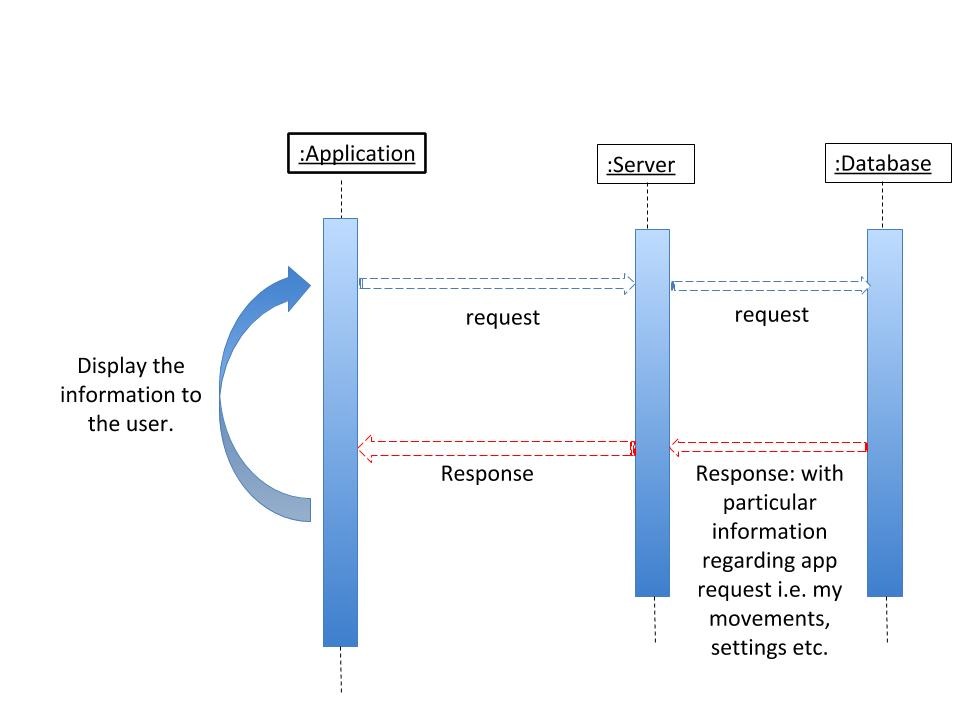 :Application
:Server
:Database
request
request
Display the
information to
the user.
Response
Response: with
particular
information
regarding app
request i.e. my
movements,
settings etc.